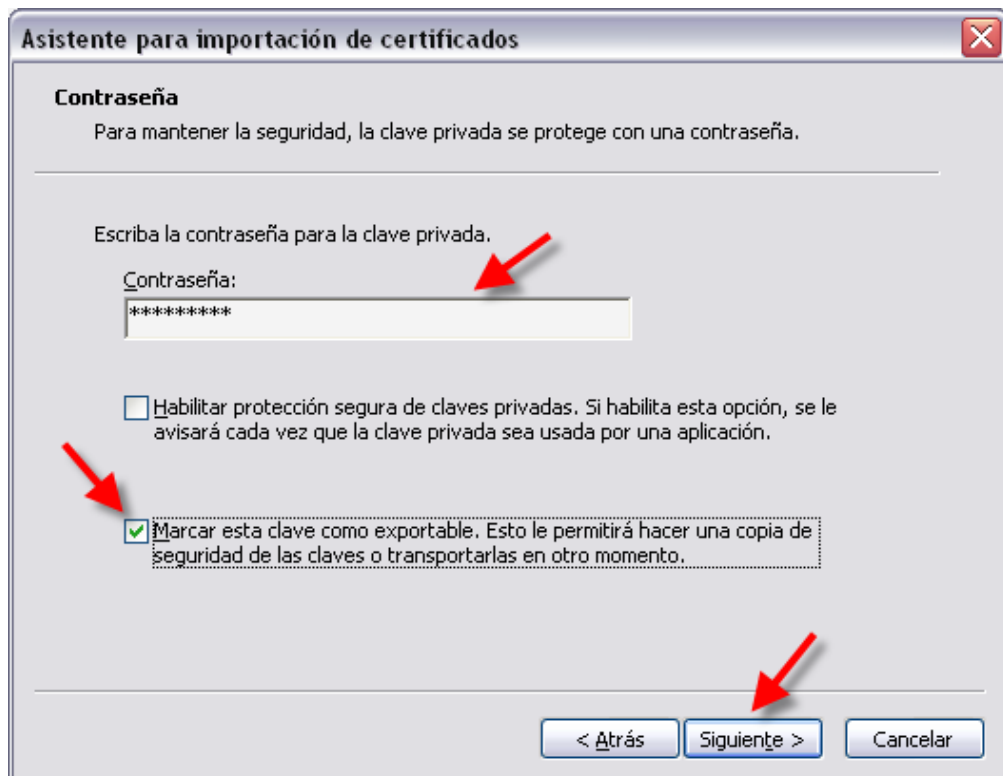 Asistente para importación de certificados
Contraseña
Para mantener la seguridad, la clave privada se protege con una contraseña.
Escriba la contraseña para la clave privada.
Contraseña:
*********
Habilitar protección segura de claves privadas. Si habilita esta opción, se le
avisará cada vez que la clave privada sea usada por una aplicación.
Marcar esta clave como exportable. Esto le permitirá hacer una copia de
seguridad de las claves o transportarlas en otro momento.
< Atrás Siguiente > Cancelar